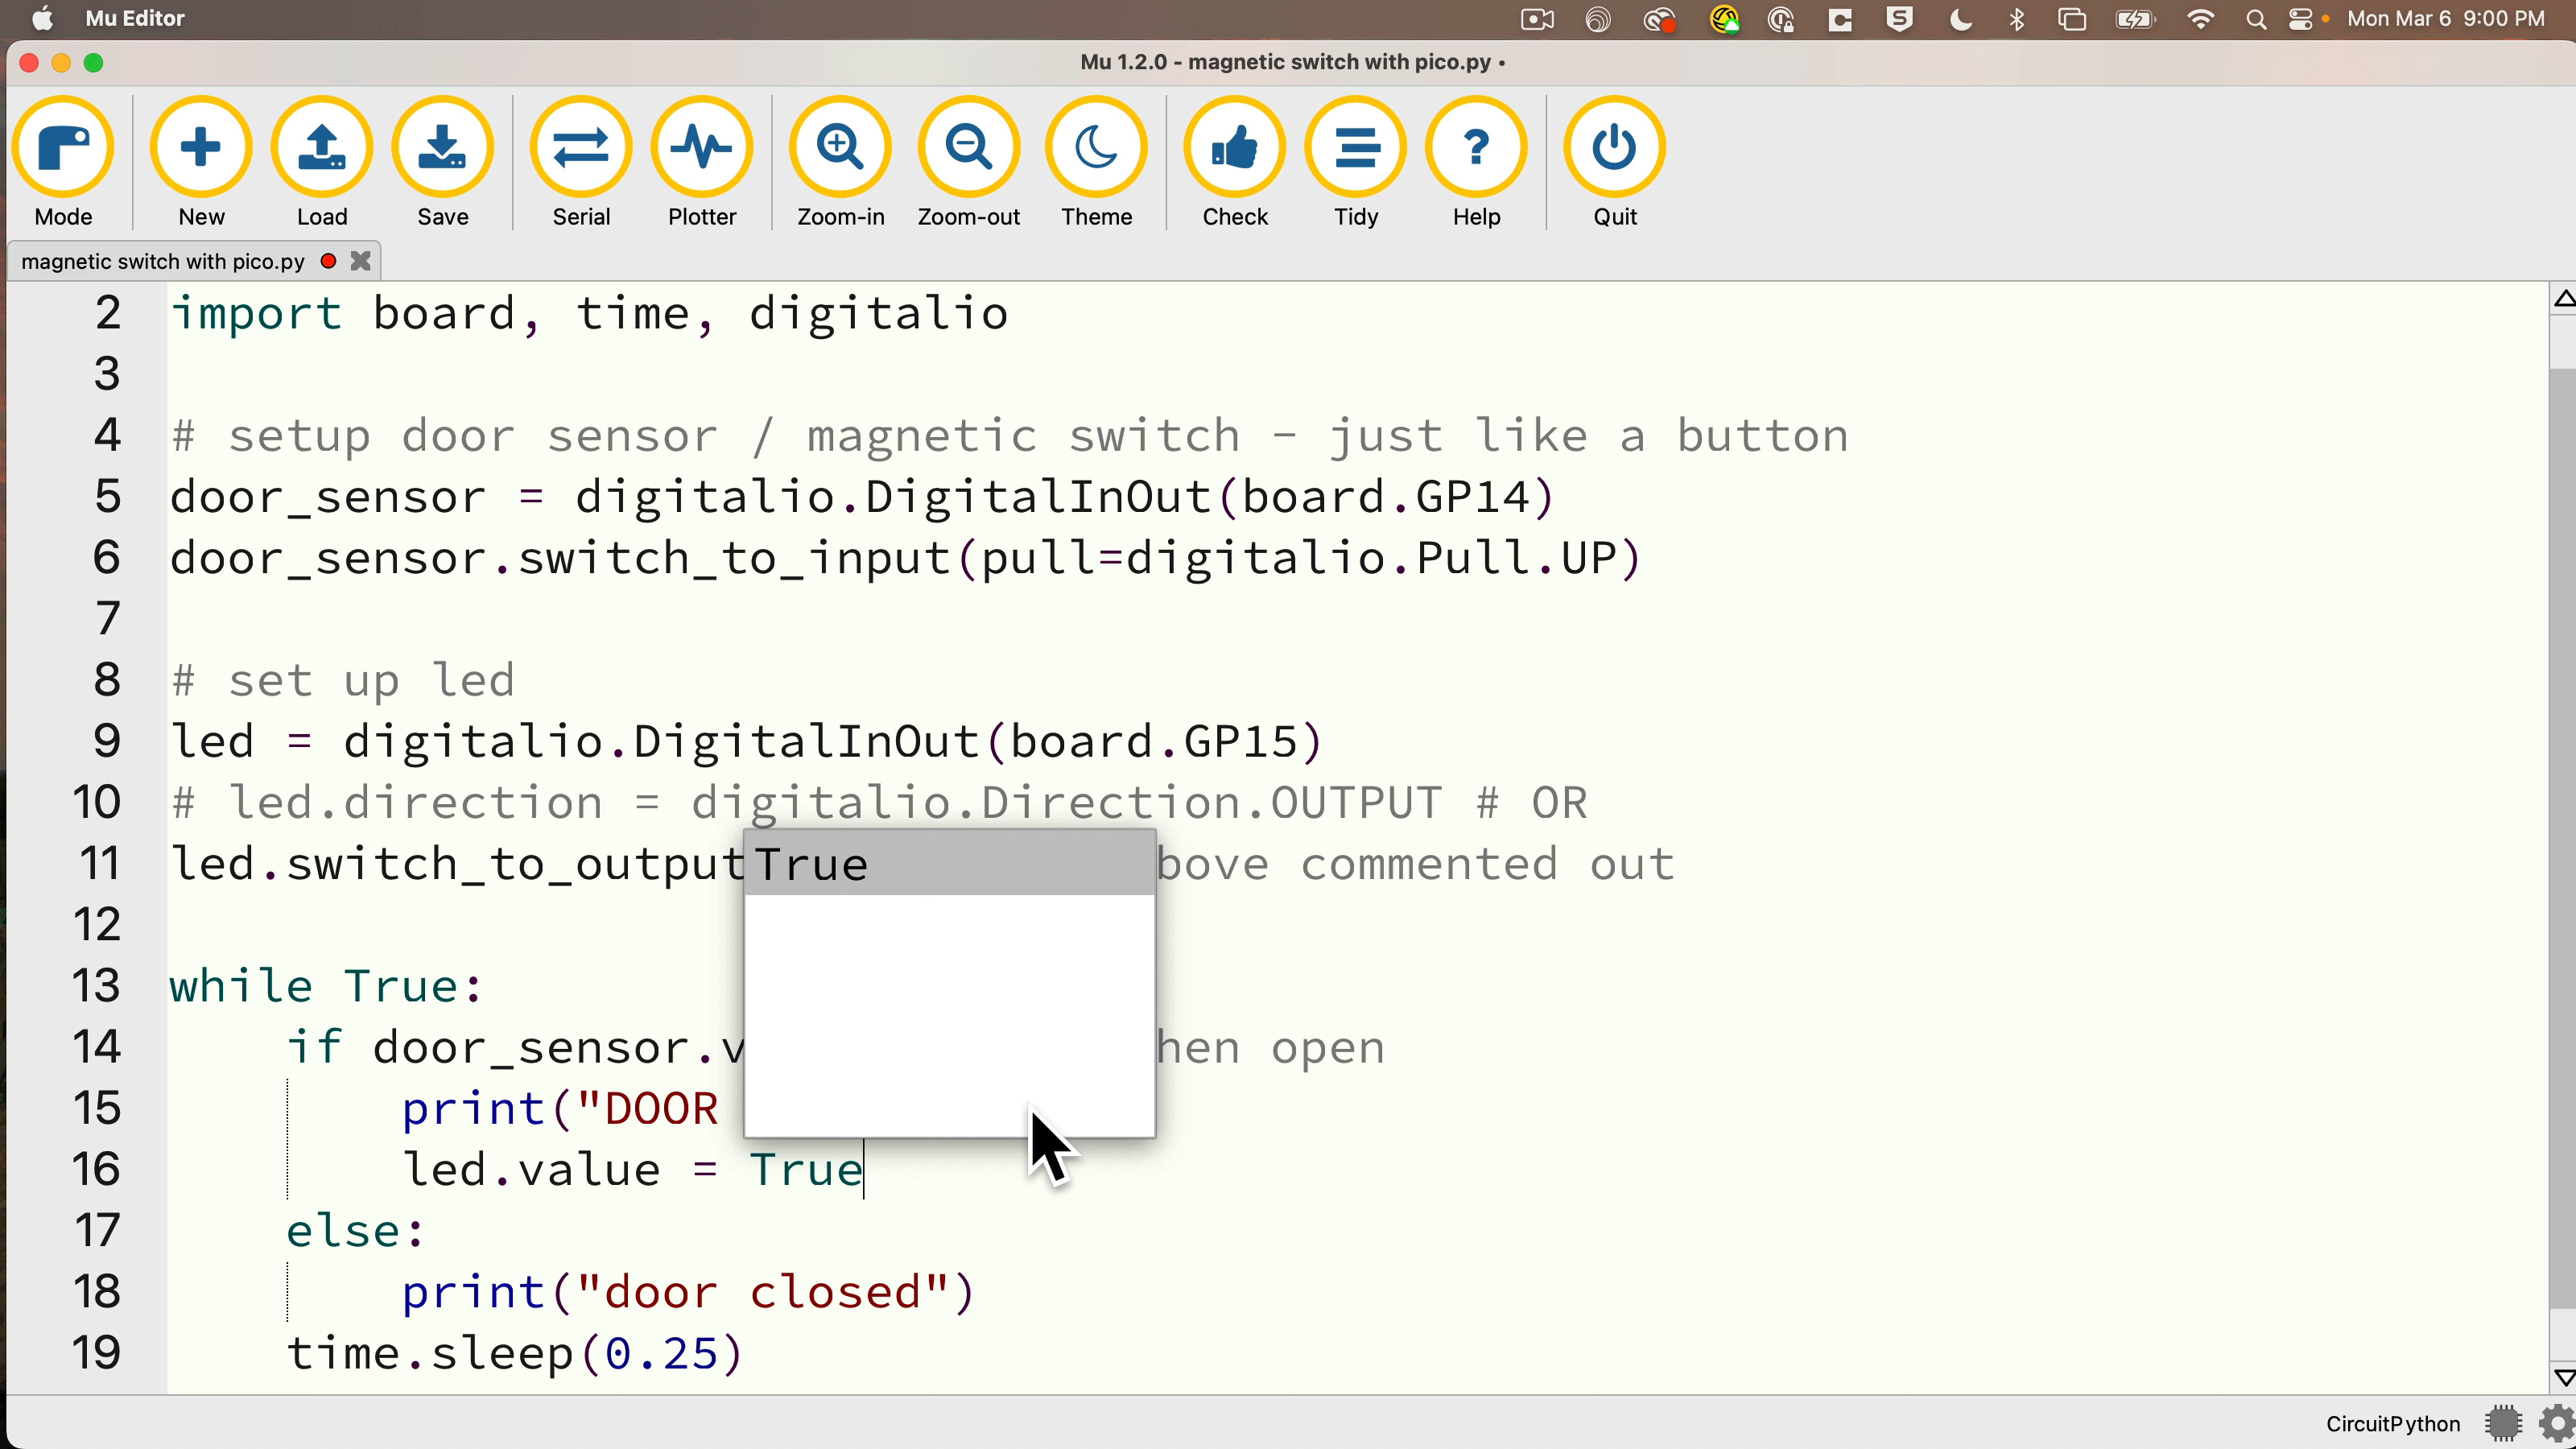 Mu Editor
Mon Mar 6 9:00 PM
Mu 1.2.0 - magnetic switch with pico.py •
Mode New Load Save Serial Plotter Zoom-in Zoom-out Theme Check Tidy Help Quit
magnetic switch with pico.py
2 import board, time, digitalio
3
4 # setup door sensor / magnetic switch - just like a button
5 door_sensor = digitalio.DigitalInOut(board.GP14)
6 door_sensor.switch_to_input(pull=digitalio.Pull.UP)
7
8 # set up led
9 led = digitalio.DigitalInOut(board.GP15)
10 # led.direction = digitalio.Direction.OUTPUT # OR
11 led.switch_to_output True bove commented out
12
13 while True:
14 if door_sensor.v hen open
15 print("DOOR
16 led.value = True
17 else:
18 print("door closed")
19 time.sleep(0.25)
CircuitPython